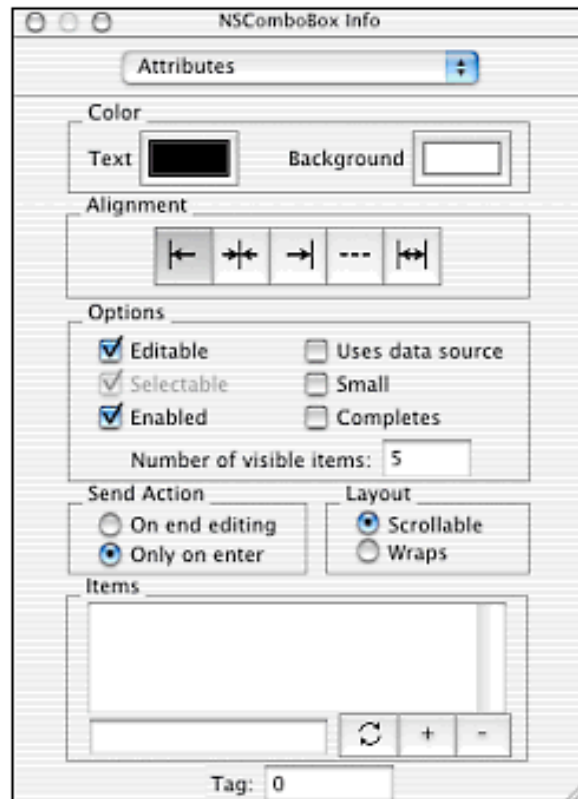 NSComboBox Info
Attributes
Color
Text Background
Alignment
Options
Editable Uses data source
Selectable Small
Enabled Completes
Number of visible items: 5
Send Action Layout
On end editing Scrollable
Only on enter Wraps
Items
+ -
Tag: 0